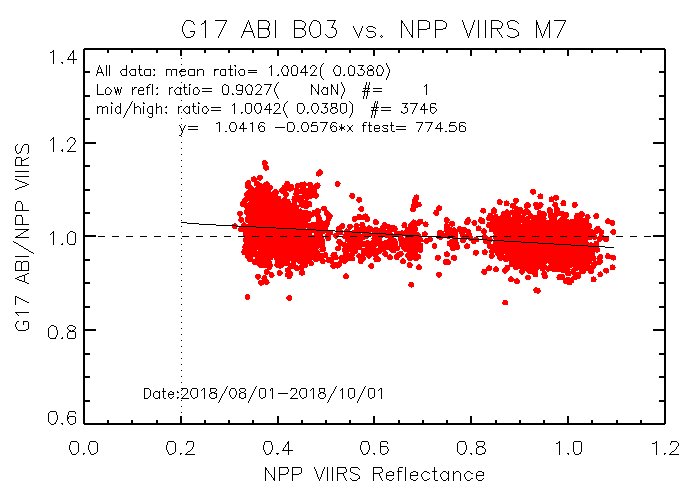 G17 ABI B03 vs. NPP VIIRS M7
1.4
All data: mean ratio= 1.0042( 0.0380)
Low refl: ratio= 0.9027( NaN) #= 1
mid/high: ratio= 1.0042( 0.0380) #= 3746
y= 1.0416 -0.0576*x ftest= 774.56
1.2
1.0
0.8
0.6
G17 ABI/NPP VIIRS
Date:2018/08/01-2018/10/01
0.0 0.2 0.4 0.6 0.8 1.0 1.2
NPP VIIRS Reflectance